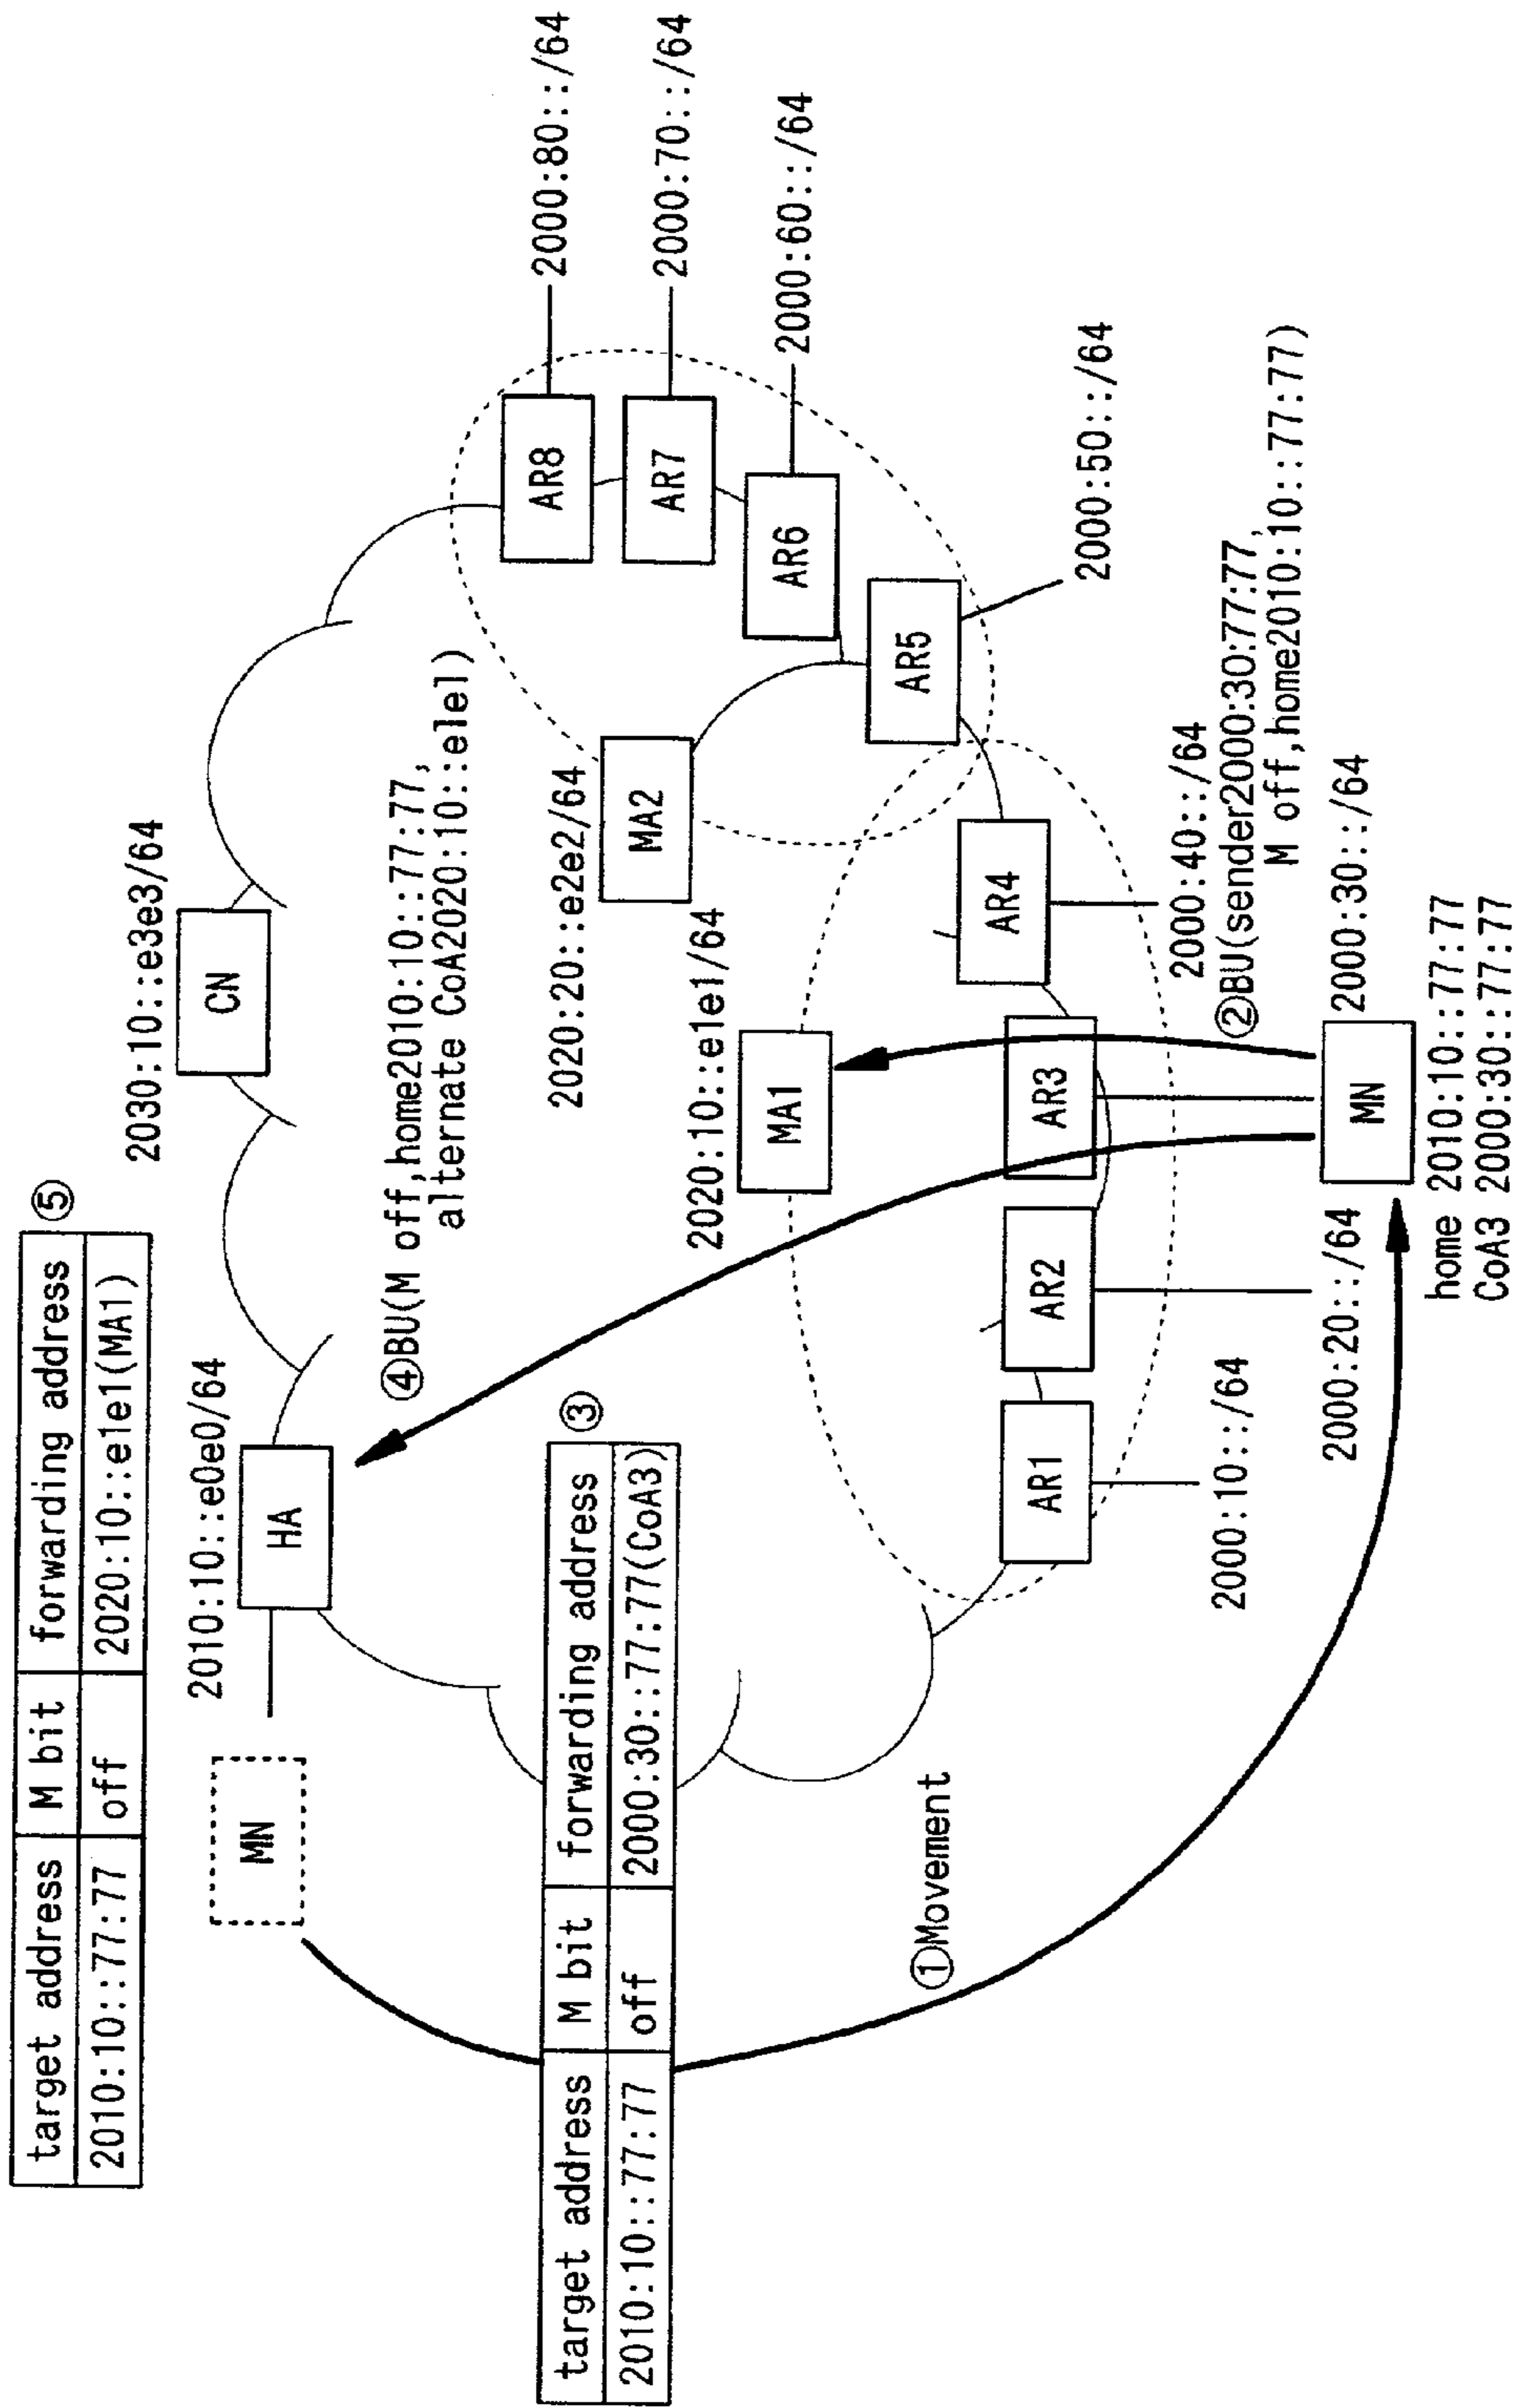 target address M bit forwarding address ⑤
2010:10::77:77 off 2020:10::e1e1(MA1)
MN
2010:10::e0e0/64
HA
2030:10::e3e3/64
CN
④BU(M off,home2010:10::77:77,
alternate CoA2020:10::e1e1)
target address M bit forwarding address ③
2010:10::77:77 off 2000:30::77:77(CoA3)
2020:20::e2e2/64
MA2
AR8
2000:80::/64
AR7
2000:70::/64
AR6
2000:60::/64
AR5
2000:50::/64
2020:10::e1e1/64
MA1
①Movement
AR1
AR2
AR3
AR4
2000:10::/64
2000:20::/64
2000:40::/64
②BU(sender2000:30:77:77,
M off,home2010:10::77:77)
2000:30::/64
MN
home 2010:10::77:77
CoA3 2000:30::77:77